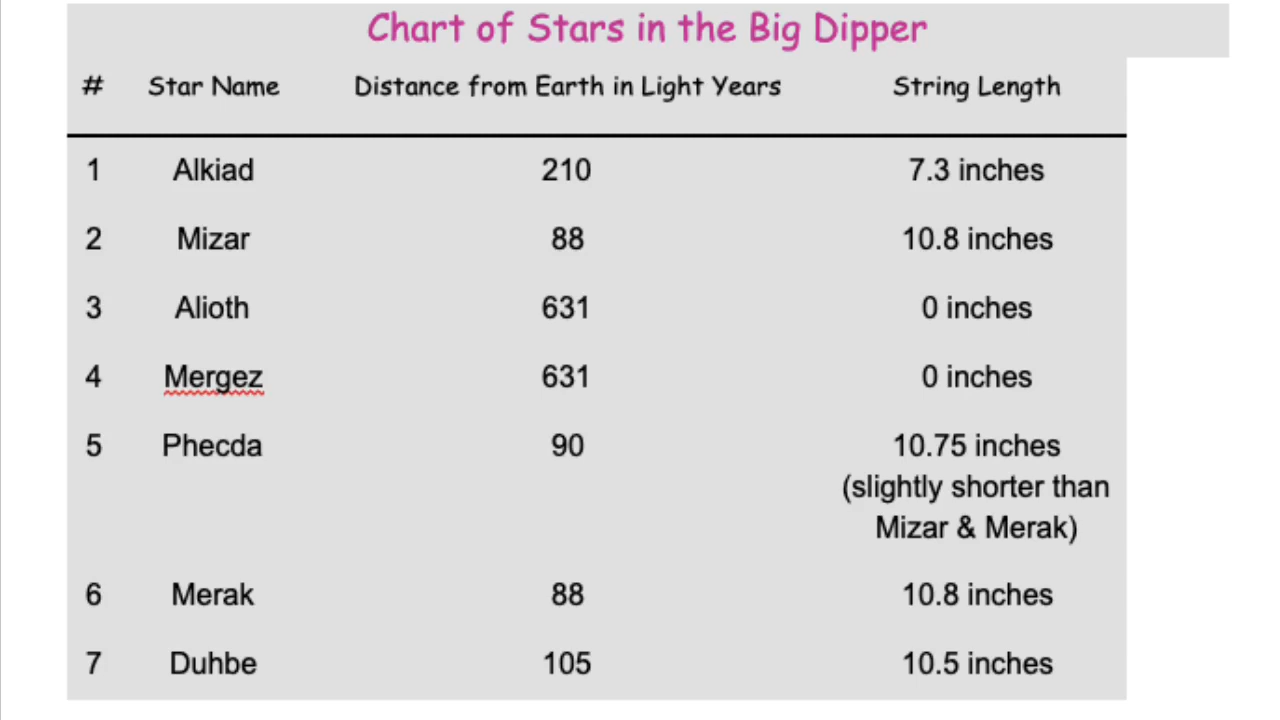 Chart of Stars in the Big Dipper
# Star Name Distance from Earth in Light Years String Length
1 Alkiad 210 7.3 inches
2 Mizar 88 10.8 inches
3 Alioth 631 0 inches
4 Mergez 631 0 inches
5 Phecda 90 10.75 inches
(slightly shorter than
Mizar & Merak)
6 Merak 88 10.8 inches
7 Duhbe 105 10.5 inches